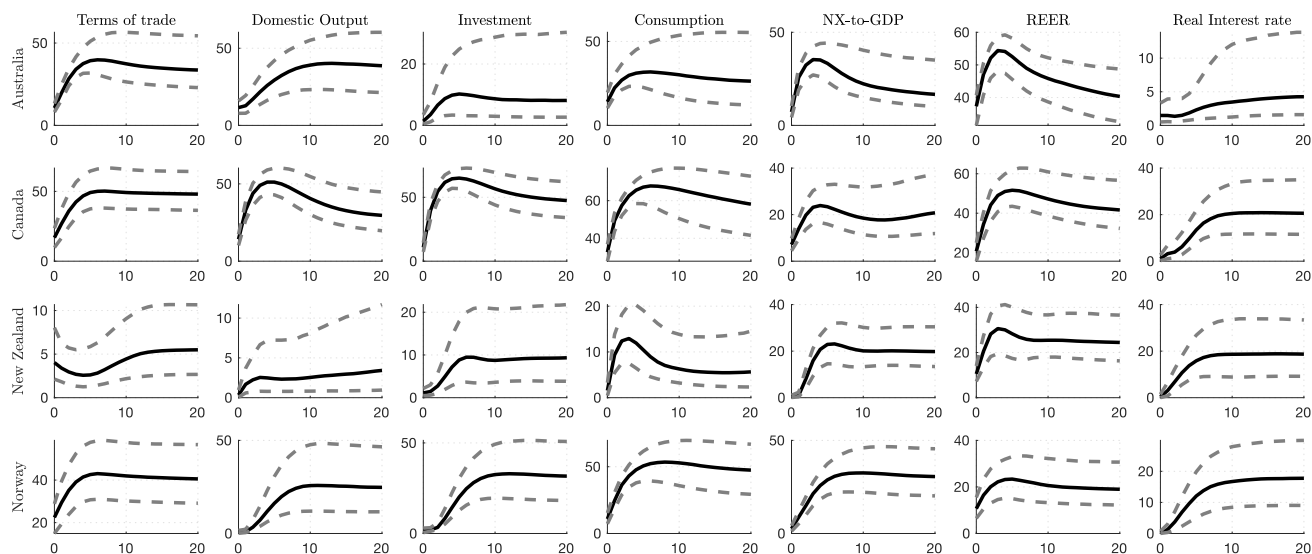 Terms of trade Domestic Output Investment Consumption NX-to-GDP REER Real Interest rate
Australia
50 0 0 10 20
50 0 0 10 20
20 0 0 10 20
50 0 0 10 20
50 0 0 10 20
60 50 40 0 10 20
10 5 0 0 10 20
Canada
50 0 0 10 20
50 0 0 10 20
50 0 0 10 20
60 40 0 10 20
40 20 0 0 10 20
60 40 20 0 10 20
40 20 0 0 10 20
New Zealand
10 5 0 0 10 20
10 5 0 0 10 20
20 10 0 0 10 20
20 10 0 0 10 20
40 20 0 0 10 20
40 20 0 0 10 20
40 20 0 0 10 20
Norway
40 20 0 10 20
50 0 0 10 20
50 0 0 10 20
50 0 0 10 20
50 0 0 10 20
40 20 0 0 10 20
20 10 0 0 10 20